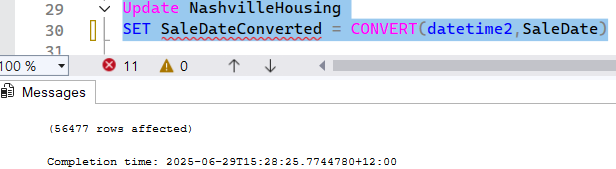 29 Update NashvilleHousing
30 SET SaleDateConverted = CONVERT(datetime2,SaleDate)
31
100 % 11 0
Messages
(56477 rows affected)
Completion time: 2025-06-29T15:28:25.7744780+12:00